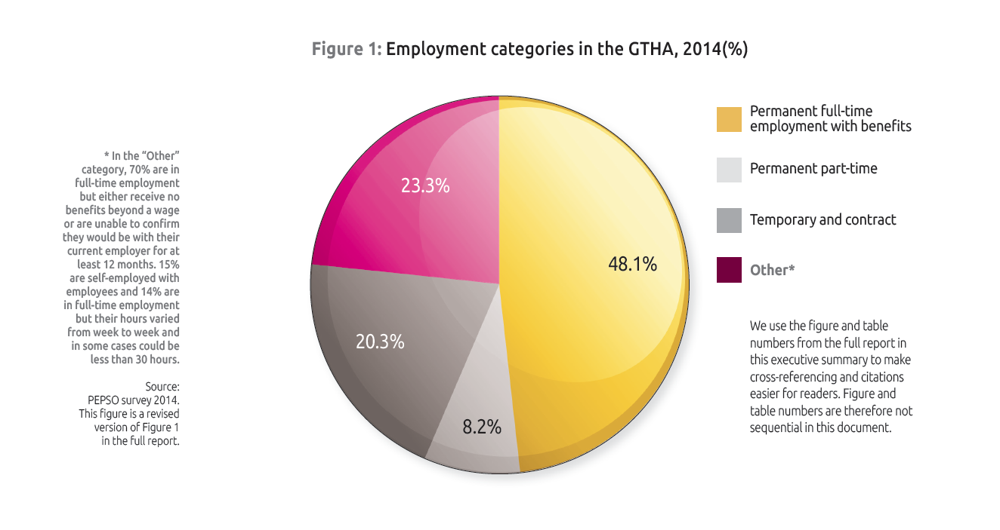 Figure 1: Employment categories in the GTHA, 2014(%)
* In the “Other”
category, 70% are in
full-time employment
but either receive no
benefits beyond a wage
or are unable to confirm
they would be with their
current employer for at
least 12 months. 15%
are self-employed with
employees and 14% are
in full-time employment
but their hours varied
from week to week and
in some cases could be
less than 30 hours.
Source:
PEPSO survey 2014.
This figure is a revised
version of Figure 1
in the full report.
23.3%
48.1%
20.3%
8.2%
Permanent full-time
employment with benefits
Permanent part-time
Temporary and contract
Other*
We use the figure and table
numbers from the full report in
this executive summary to make
cross-referencing and citations
easier for readers. Figure and
table numbers are therefore not
sequential in this document.